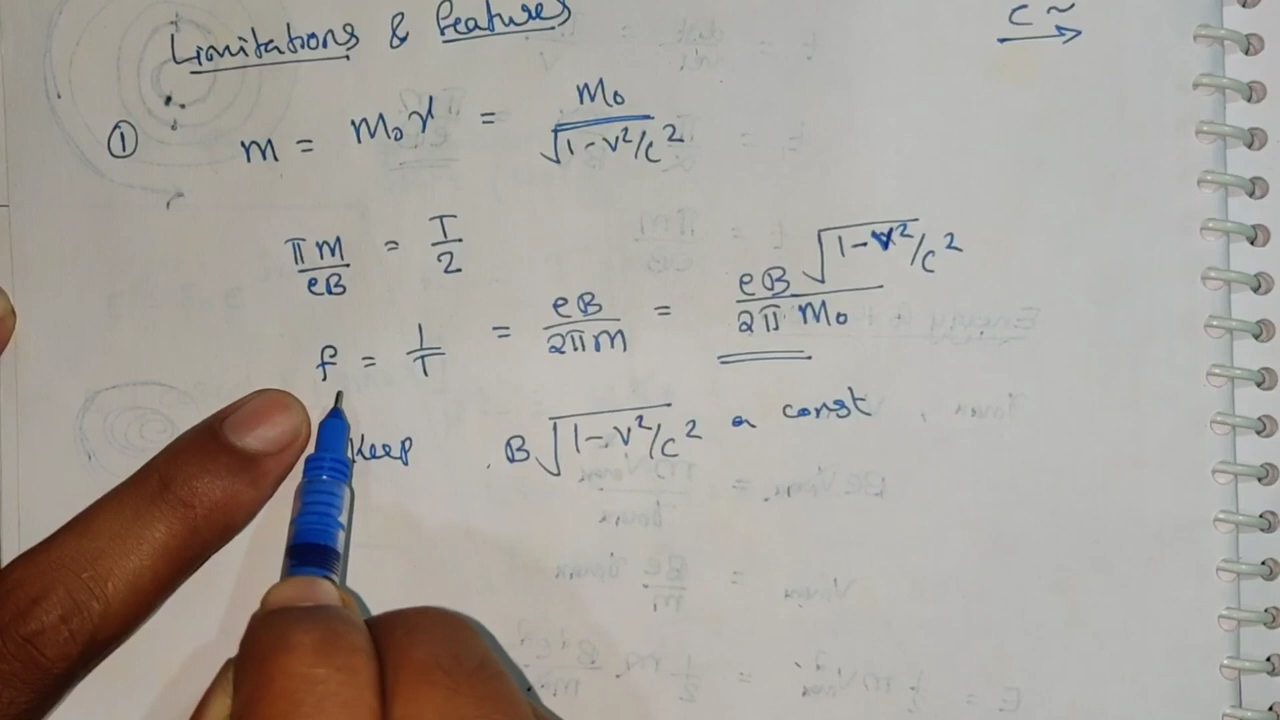 Limitations & Features
C ~
① m = m₀γ = m₀ / √(1-v²/c²)
πm/eB = T/2
f = 1/T = eB/2πm = eB√(1-v²/c²) / 2π m₀
Keep B√(1-v²/c²) a const